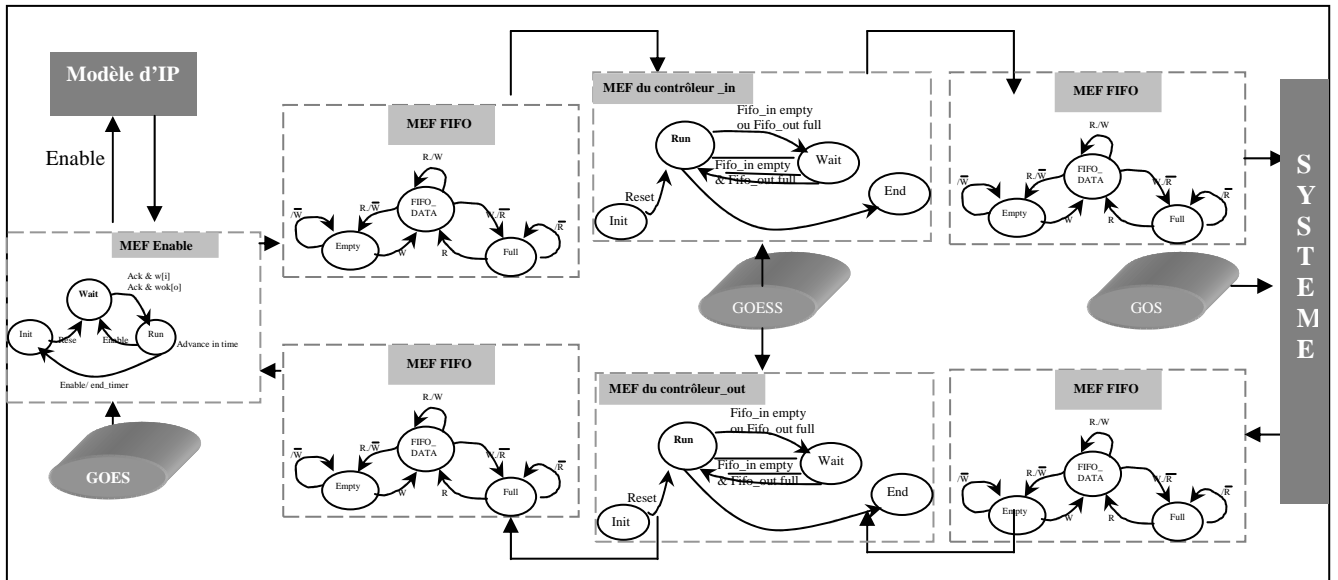 Modèle d'IP
Enable
MEF Enable
Ack & w[i]
Ack & wok[o]
Wait
Init
Rese
Enable
Run
Advance in time
Enable/ end_timer
GOES
MEF FIFO
R./W
FIFO_
DATA
/W̅
R./W̅
W./R̅
/R̅
Empty
W
R
Full
MEF du contrôleur _in
Fifo_in empty
ou Fifo_out full
Run
Wait
Fifo_in empty
& Fifo_out full
Reset
Init
End
MEF FIFO
R./W
FIFO_
DATA
/W̅
R./W̅
W./R̅
/R̅
Empty
W
R
Full
GOESS
GOS
SYSTEME
MEF FIFO
R./W
FIFO_
DATA
/W̅
R./W̅
W./R̅
/R̅
Empty
W
R
Full
MEF du contrôleur_out
Fifo_in empty
ou Fifo_out full
Run
Wait
Fifo_in empty
& Fifo_out full
Reset
Init
End
MEF FIFO
R./W
FIFO_
DATA
/W̅
R./W̅
W./R̅
/R̅
Empty
W
R
Full